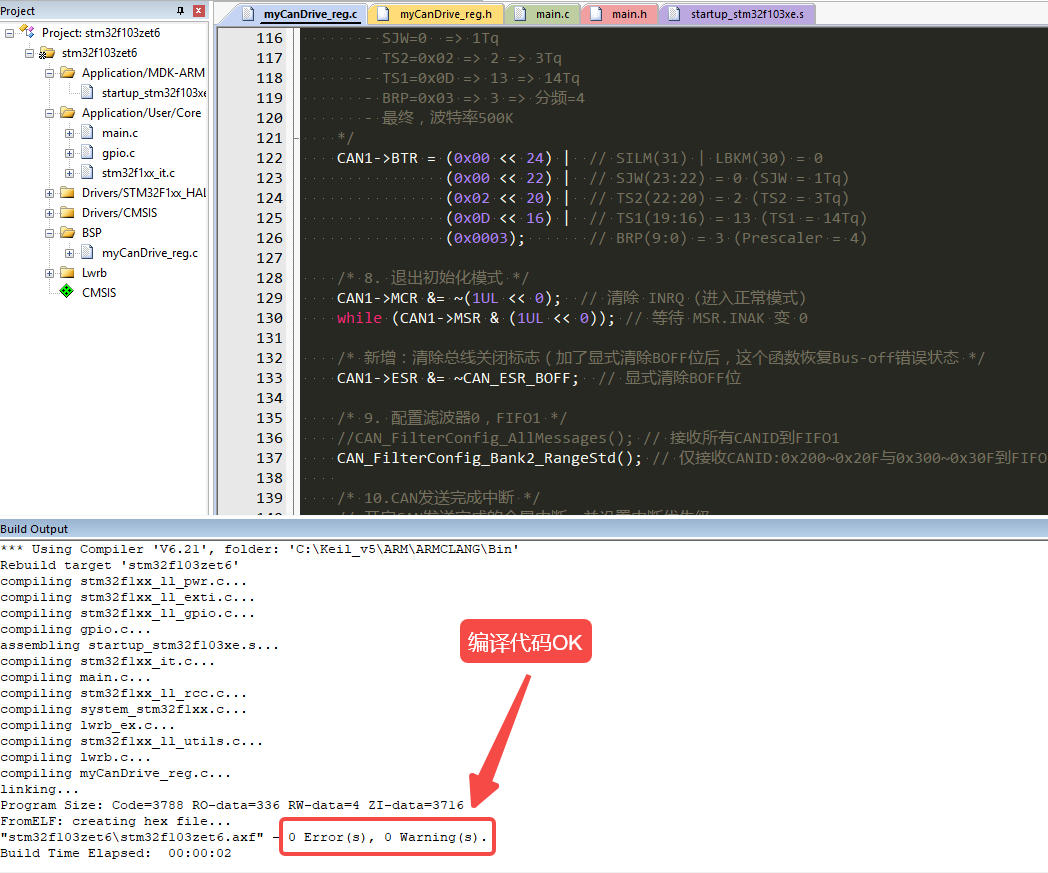 Project
Project: stm32f103zet6
stm32f103zet6
Application/MDK-ARM
startup_stm32f103xe
Application/User/Core
main.c
gpio.c
stm32f1xx_it.c
Drivers/STM32F1xx_HAL
Drivers/CMSIS
BSP
myCanDrive_reg.c
Lwrb
CMSIS
myCanDrive_reg.c myCanDrive_reg.h main.c main.h startup_stm32f103xe.s
116 - SJW=0 => 1Tq
117 - TS2=0x02 => 2 => 3Tq
118 - TS1=0x0D => 13 => 14Tq
119 - BRP=0x03 => 3 => 分频=4
120 - 最终，波特率500K
121 */
122 CAN1->BTR = (0x00 << 24) | // SILM(31) | LBKM(30) = 0
123 (0x00 << 22) | // SJW(23:22) = 0 (SJW = 1Tq)
124 (0x02 << 20) | // TS2(22:20) = 2 (TS2 = 3Tq)
125 (0x0D << 16) | // TS1(19:16) = 13 (TS1 = 14Tq)
126 (0x0003); // BRP(9:0) = 3 (Prescaler = 4)
127
128 /* 8. 退出初始化模式 */
129 CAN1->MCR &= ~(1UL << 0); // 清除 INRQ (进入正常模式)
130 while (CAN1->MSR & (1UL << 0)); // 等待 MSR.INAK 变 0
131
132 /* 新增：清除总线关闭标志（加了显式清除BOFF位后，这个函数恢复Bus-off错误状态 */
133 CAN1->ESR &= ~CAN_ESR_BOFF; // 显式清除BOFF位
134
135 /* 9. 配置滤波器0，FIFO1 */
136 //CAN_FilterConfig_AllMessages(); // 接收所有CANID到FIFO1
137 CAN_FilterConfig_Bank2_RangeStd(); // 仅接收CANID:0x200~0x20F与0x300~0x30F到FIFO
138
139 /* 10.CAN发送完成中断 */
Build Output
*** Using Compiler 'V6.21', folder: 'C:\Keil_v5\ARM\ARMCLANG\Bin'
Rebuild target 'stm32f103zet6'
compiling stm32f1xx_ll_pwr.c...
compiling stm32f1xx_ll_exti.c...
compiling stm32f1xx_ll_gpio.c...
compiling gpio.c...
assembling startup_stm32f103xe.s...
compiling stm32f1xx_it.c...
compiling main.c...
compiling stm32f1xx_ll_rcc.c...
compiling system_stm32f1xx.c...
compiling lwrb_ex.c...
compiling stm32f1xx_ll_utils.c...
compiling lwrb.c...
compiling myCanDrive_reg.c...
linking...
Program Size: Code=3788 RO-data=336 RW-data=4 ZI-data=3716
FromELF: creating hex file...
"stm32f103zet6\stm32f103zet6.axf" - 0 Error(s), 0 Warning(s).
Build Time Elapsed: 00:00:02
编译代码OK